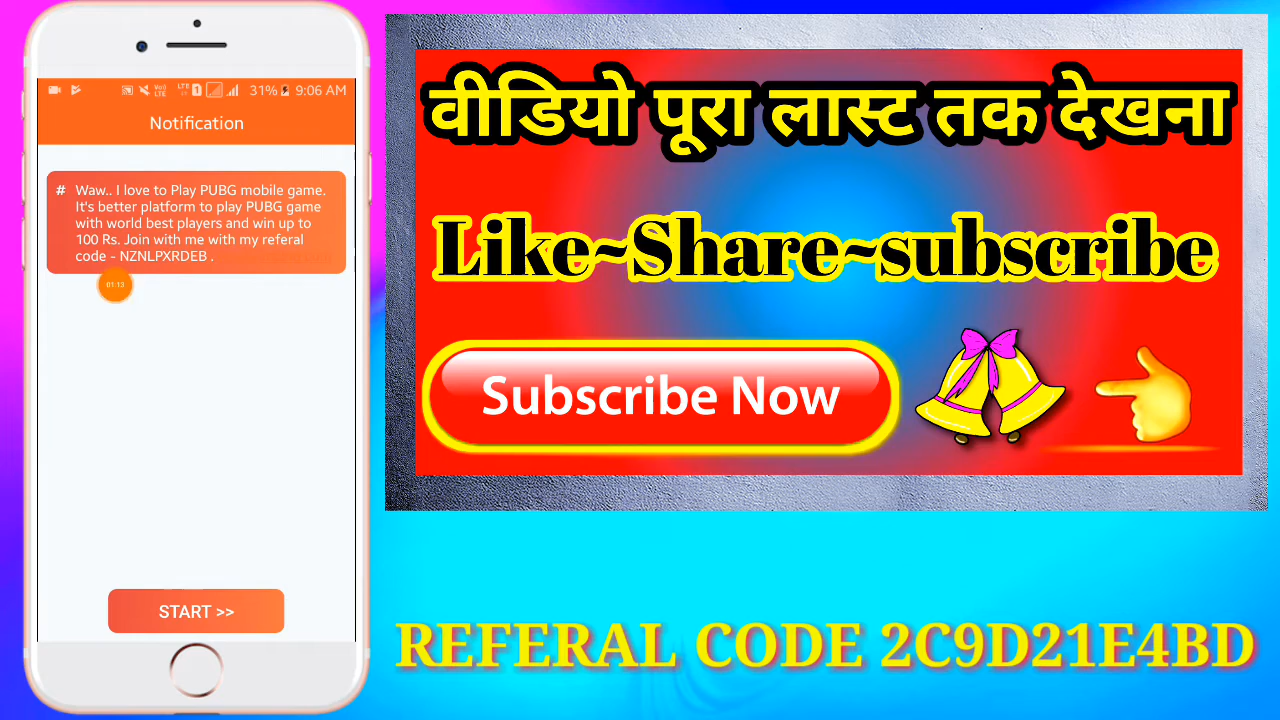 31% 9:06 AM
Notification
# Waw.. I love to Play PUBG mobile game.
It's better platform to play PUBG game
with world best players and win up to
100 Rs. Join with me with my referal
code - NZNLPXRDEB .
01:13
START >>
वीडियो पूरा लास्ट तक देखना
Like~Share~subscribe
Subscribe Now
REFERAL CODE 2C9D21E4BD